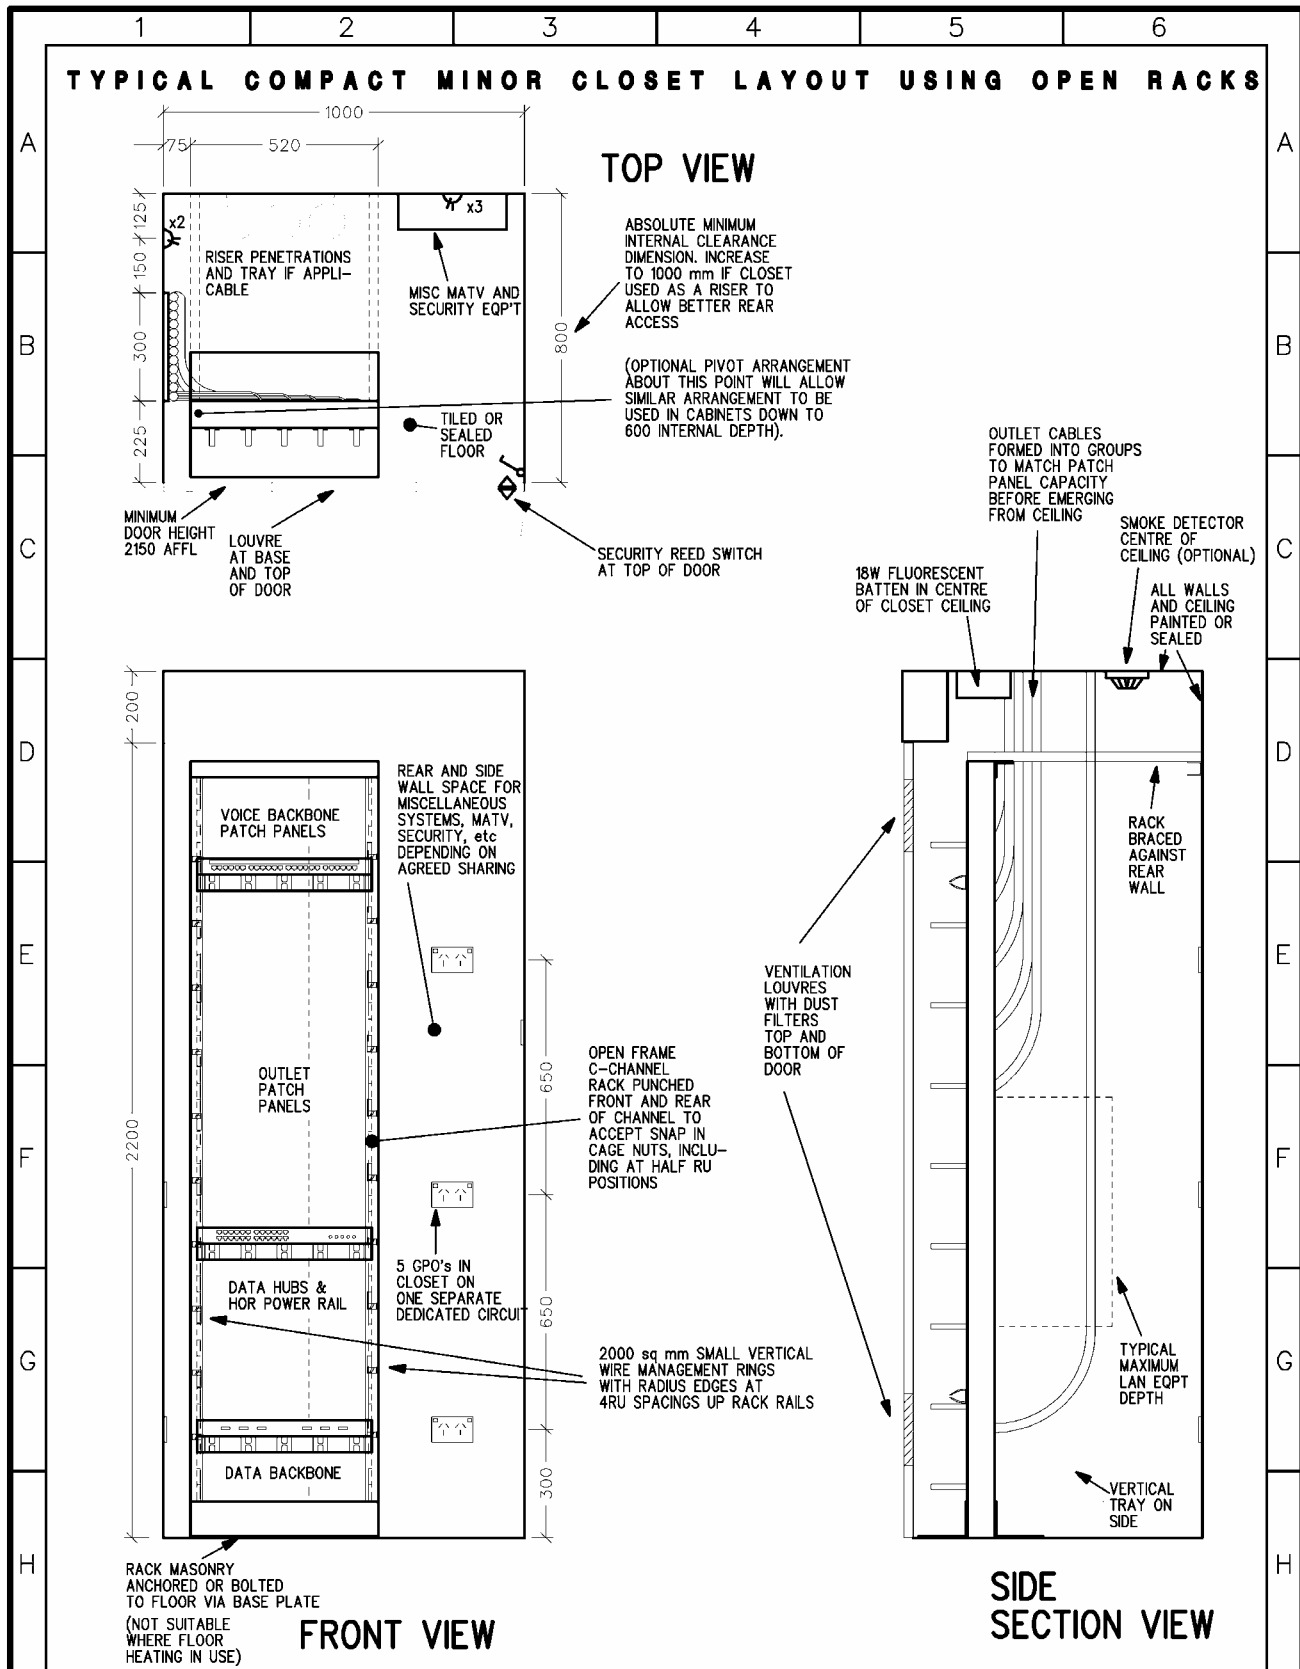 1 2 3 4 5 6
TYPICAL COMPACT MINOR CLOSET LAYOUT USING OPEN RACKS
A
A
B
B
C
C
D
D
E
E
F
F
G
G
H
H
1000
75
520
TOP VIEW
125
150
300
225
x2
x3
RISER PENETRATIONS
AND TRAY IF APPLI-
CABLE
MISC MATV AND
SECURITY EQP'T
800
ABSOLUTE MINIMUM
INTERNAL CLEARANCE
DIMENSION. INCREASE
TO 1000 mm IF CLOSET
USED AS A RISER TO
ALLOW BETTER REAR
ACCESS
(OPTIONAL PIVOT ARRANGEMENT
ABOUT THIS POINT WILL ALLOW
SIMILAR ARRANGEMENT TO BE
USED IN CABINETS DOWN TO
600 INTERNAL DEPTH).
TILED OR
SEALED
FLOOR
MINIMUM
DOOR HEIGHT
2150 AFFL
LOUVRE
AT BASE
AND TOP
OF DOOR
SECURITY REED SWITCH
AT TOP OF DOOR
OUTLET CABLES
FORMED INTO GROUPS
TO MATCH PATCH
PANEL CAPACITY
BEFORE EMERGING
FROM CEILING
SMOKE DETECTOR
CENTRE OF
CEILING (OPTIONAL)
18W FLUORESCENT
BATTEN IN CENTRE
OF CLOSET CEILING
ALL WALLS
AND CEILING
PAINTED OR
SEALED
200
2200
VOICE BACKBONE
PATCH PANELS
OUTLET
PATCH
PANELS
DATA HUBS &
HOR POWER RAIL
DATA BACKBONE
REAR AND SIDE
WALL SPACE FOR
MISCELLANEOUS
SYSTEMS, MATV,
SECURITY, etc
DEPENDING ON
AGREED SHARING
650
650
300
OPEN FRAME
C-CHANNEL
RACK PUNCHED
FRONT AND REAR
OF CHANNEL TO
ACCEPT SNAP IN
CAGE NUTS, INCLU-
DING AT HALF RU
POSITIONS
5 GPO's IN
CLOSET ON
ONE SEPARATE
DEDICATED CIRCUIT
2000 sq mm SMALL VERTICAL
WIRE MANAGEMENT RINGS
WITH RADIUS EDGES AT
4RU SPACINGS UP RACK RAILS
VENTILATION
LOUVRES
WITH DUST
FILTERS
TOP AND
BOTTOM OF
DOOR
RACK
BRACED
AGAINST
REAR
WALL
TYPICAL
MAXIMUM
LAN EQPT
DEPTH
VERTICAL
TRAY ON
SIDE
RACK MASONRY
ANCHORED OR BOLTED
TO FLOOR VIA BASE PLATE
(NOT SUITABLE
WHERE FLOOR
HEATING IN USE)
FRONT VIEW
SIDE
SECTION VIEW